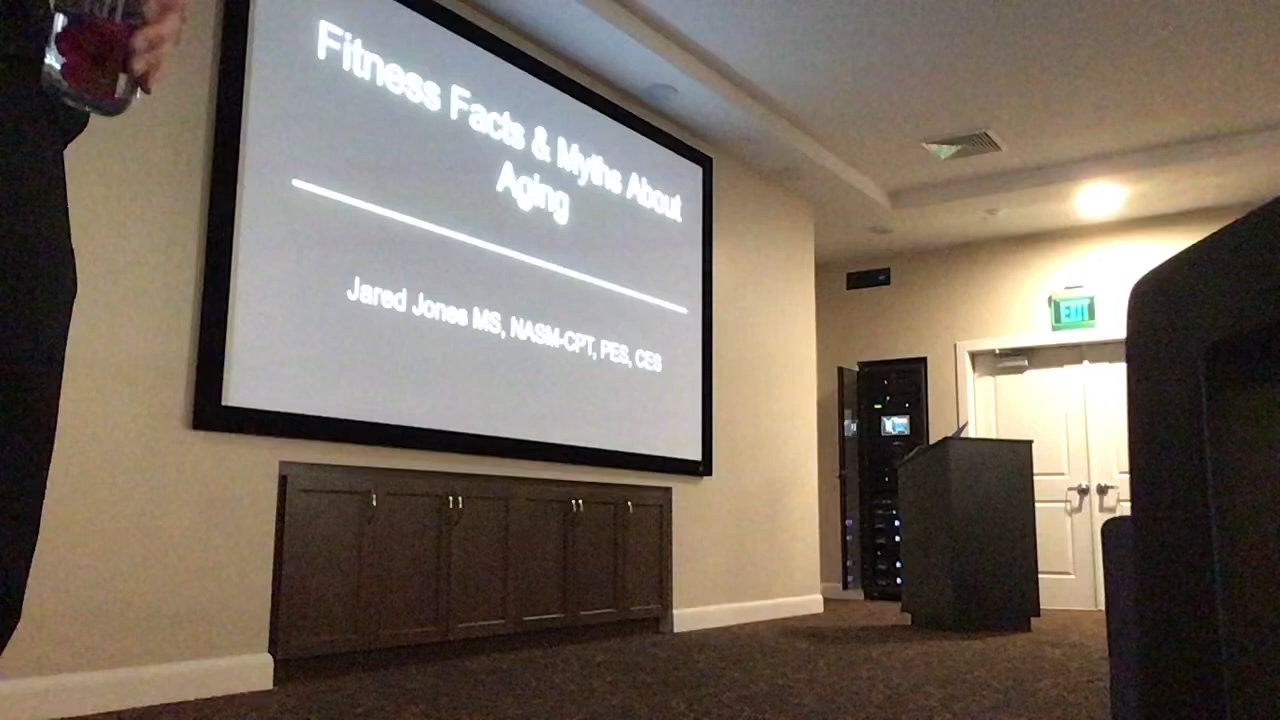 Fitness Facts & Myths About
Aging
Jared Jones MS, NASM-CPT, PES, CES
EXIT